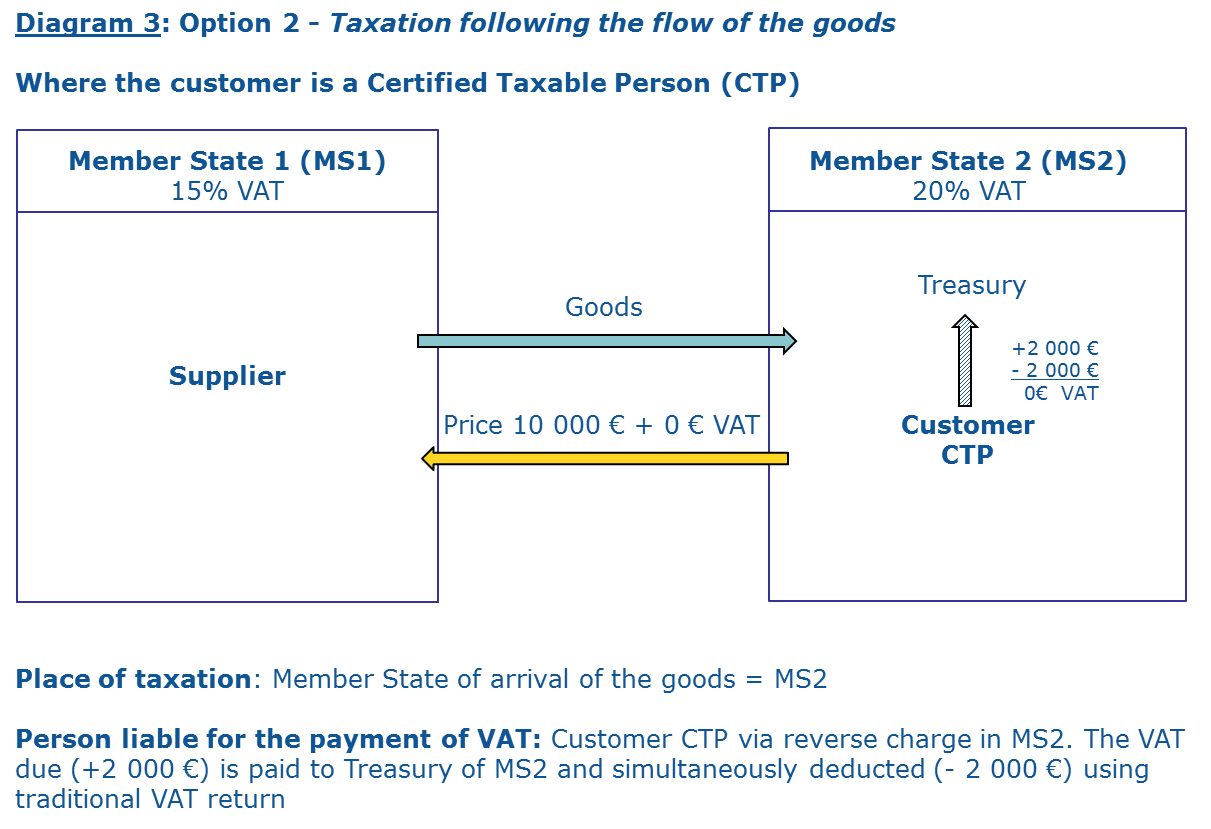 Diagram 3: Option 2 - Taxation following the flow of the goods
Where the customer is a Certified Taxable Person (CTP)
Member State 1 (MS1)
15% VAT
Member State 2 (MS2)
20% VAT
Supplier
Goods
Price 10 000 € + 0 € VAT
Treasury
+2 000 €
- 2 000 €
0€ VAT
Customer
CTP
Place of taxation: Member State of arrival of the goods = MS2
Person liable for the payment of VAT: Customer CTP via reverse charge in MS2. The VAT
due (+2 000 €) is paid to Treasury of MS2 and simultaneously deducted (- 2 000 €) using
traditional VAT return